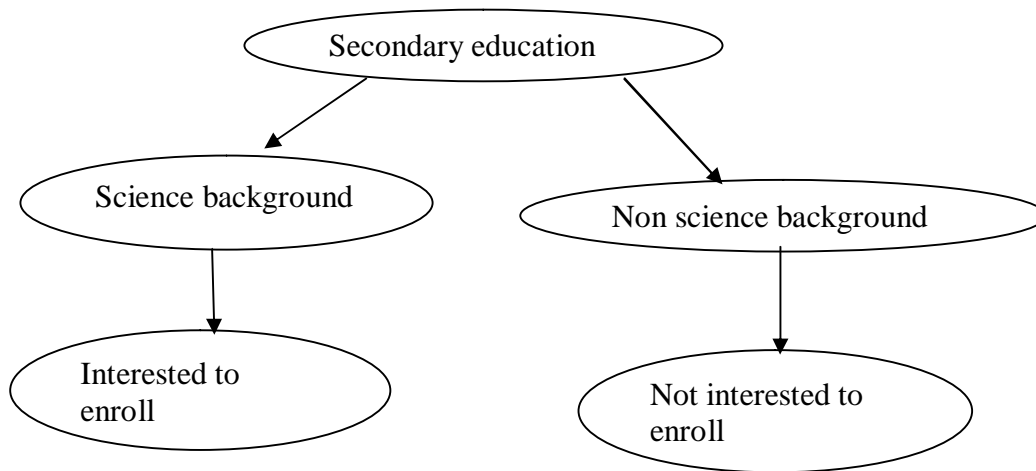 Secondary education
Science background
Non science background
Interested to
enroll
Not interested to
enroll